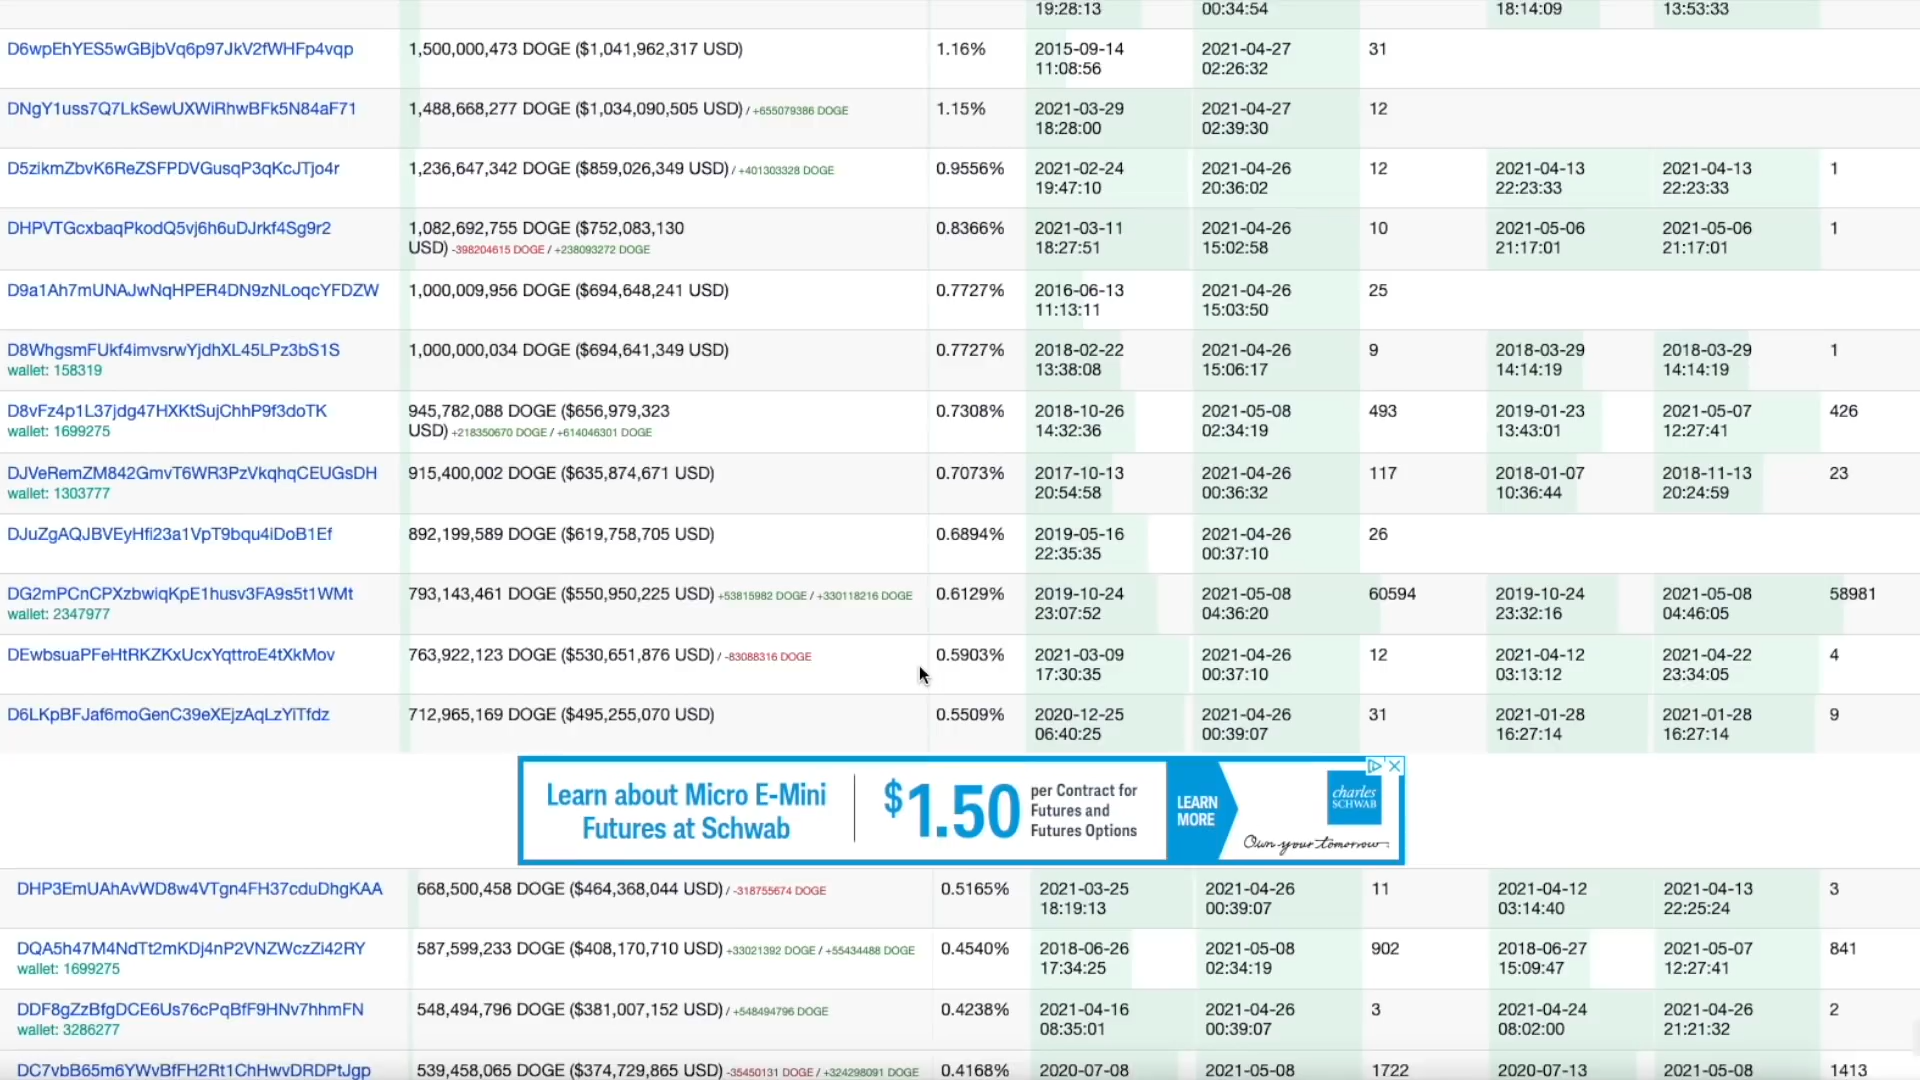 19:28:13 00:34:54 18:14:09 13:53:33
D6wpEhYES5wGBjbVq6p97JkV2fWHFp4vqp 1,500,000,473 DOGE ($1,041,962,317 USD) 1.16% 2015-09-14 2021-04-27 31
11:08:56 02:26:32
DNgY1uss7Q7LkSewUXWiRhwBFk5N84aF71 1,488,668,277 DOGE ($1,034,090,505 USD) / +655079386 DOGE 1.15% 2021-03-29 2021-04-27 12
18:28:00 02:39:30
D5zikmZbvK6ReZSFPDVGusqP3qKcJTjo4r 1,236,647,342 DOGE ($859,026,349 USD) / +401303328 DOGE 0.9556% 2021-02-24 2021-04-26 12 2021-04-13 2021-04-13 1
19:47:10 20:36:02 22:23:33 22:23:33
DHPVTGcxbaqPkodQ5vj6h6uDJrkf4Sg9r2 1,082,692,755 DOGE ($752,083,130 0.8366% 2021-03-11 2021-04-26 10 2021-05-06 2021-05-06 1
USD) -398204615 DOGE / +238093272 DOGE 18:27:51 15:02:58 21:17:01 21:17:01
D9a1Ah7mUNAJwNqHPER4DN9zNLoqcYFDZW 1,000,009,956 DOGE ($694,648,241 USD) 0.7727% 2016-06-13 2021-04-26 25
11:13:11 15:03:50
D8WhgsmFUkf4imvsrwYjdhXL45LPz3bS1S 1,000,000,034 DOGE ($694,641,349 USD) 0.7727% 2018-02-22 2021-04-26 9 2018-03-29 2018-03-29 1
wallet: 158319 13:38:08 15:06:17 14:14:19 14:14:19
D8vFz4p1L37jdg47HXKtSujChhP9f3doTK 945,782,088 DOGE ($656,979,323 0.7308% 2018-10-26 2021-05-08 493 2019-01-23 2021-05-07 426
wallet: 1699275 USD) +218350670 DOGE / +614046301 DOGE 14:32:36 02:34:19 13:43:01 12:27:41
DJVeRemZM842GmvT6WR3PzVkqhqCEUGsDH 915,400,002 DOGE ($635,874,671 USD) 0.7073% 2017-10-13 2021-04-26 117 2018-01-07 2018-11-13 23
wallet: 1303777 20:54:58 00:36:32 10:36:44 20:24:59
DJuZgAQJBVEyHfi23a1VpT9bqu4iDoB1Ef 892,199,589 DOGE ($619,758,705 USD) 0.6894% 2019-05-16 2021-04-26 26
22:35:35 00:37:10
DG2mPCnCPXzbwiqKpE1husv3FA9s5t1WMt 793,143,461 DOGE ($550,950,225 USD) +53815982 DOGE / +330118216 DOGE 0.6129% 2019-10-24 2021-05-08 60594 2019-10-24 2021-05-08 58981
wallet: 2347977 23:07:52 04:36:20 23:32:16 04:46:05
DEwbsuaPFeHtRKZKxUcxYqttroE4tXkMov 763,922,123 DOGE ($530,651,876 USD) / -83088316 DOGE 0.5903% 2021-03-09 2021-04-26 12 2021-04-12 2021-04-22 4
17:30:35 00:37:10 03:13:12 23:34:05
D6LKpBFJaf6moGenC39eXEjzAqLzYiTfdz 712,965,169 DOGE ($495,255,070 USD) 0.5509% 2020-12-25 2021-04-26 31 2021-01-28 2021-01-28 9
06:40:25 00:39:07 16:27:14 16:27:14
Learn about Micro E-Mini
Futures at Schwab
$1.50
per Contract for
Futures and
Futures Options
LEARN
MORE
charles
SCHWAB
Own your tomorrow.
DHP3EmUAhAvWD8w4VTgn4FH37cduDhgKAA 668,500,458 DOGE ($464,368,044 USD) / -318755674 DOGE 0.5165% 2021-03-25 2021-04-26 11 2021-04-12 2021-04-13 3
18:19:13 00:39:07 03:14:40 22:25:24
DQA5h47M4NdTt2mKDj4nP2VNZWczZi42RY 587,599,233 DOGE ($408,170,710 USD) +33021392 DOGE / +55434488 DOGE 0.4540% 2018-06-26 2021-05-08 902 2018-06-27 2021-05-07 841
wallet: 1699275 17:34:25 02:34:19 15:09:47 12:27:41
DDF8gZzBfgDCE6Us76cPqBfF9HNv7hhmFN 548,494,796 DOGE ($381,007,152 USD) / +548494796 DOGE 0.4238% 2021-04-16 2021-04-26 3 2021-04-24 2021-04-26 2
wallet: 3286277 08:35:01 00:39:07 08:02:00 21:21:32
DC7vbB65m6YWvBfFH2Rt1ChHwvDRDPtJgp 539,458,065 DOGE ($374,729,865 USD) -35450131 DOGE / +324298091 DOGE 0.4168% 2020-07-08 2021-05-08 1722 2020-07-13 2021-05-08 1413